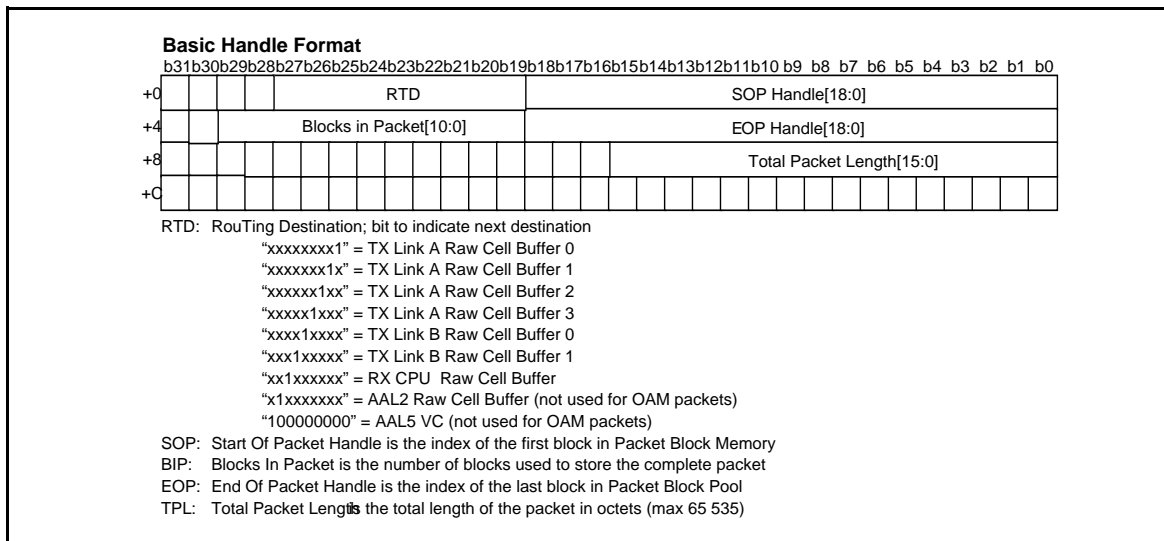 Basic Handle Format
b31b30b29b28b27b26b25b24b23b22b21b20b19b18b17b16b15b14b13b12b11b10 b9 b8 b7 b6 b5 b4 b3 b2 b1 b0
+0 RTD SOP Handle[18:0]
+4 Blocks in Packet[10:0] EOP Handle[18:0]
+8 Total Packet Length[15:0]
+C
RTD: RouTing Destination; bit to indicate next destination
“xxxxxxxx1” = TX Link A Raw Cell Buffer 0
“xxxxxxx1x” = TX Link A Raw Cell Buffer 1
“xxxxxx1xx” = TX Link A Raw Cell Buffer 2
“xxxxx1xxx” = TX Link A Raw Cell Buffer 3
“xxxx1xxxx” = TX Link B Raw Cell Buffer 0
“xxx1xxxxx” = TX Link B Raw Cell Buffer 1
“xx1xxxxxx” = RX CPU Raw Cell Buffer
“x1xxxxxxx” = AAL2 Raw Cell Buffer (not used for OAM packets)
“100000000” = AAL5 VC (not used for OAM packets)
SOP: Start Of Packet Handle is the index of the first block in Packet Block Memory
BIP: Blocks In Packet is the number of blocks used to store the complete packet
EOP: End Of Packet Handle is the index of the last block in Packet Block Pool
TPL: Total Packet Length is the total length of the packet in octets (max 65 535)